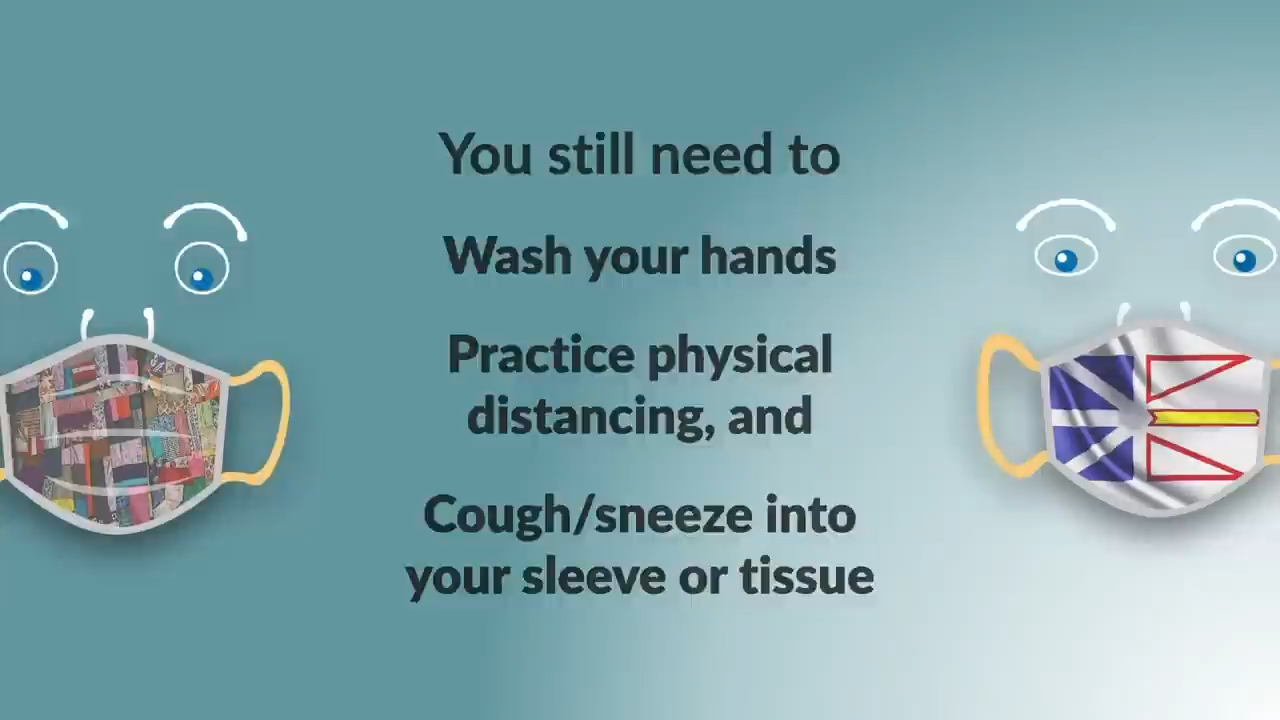 You still need to
Wash your hands
Practice physical
distancing, and
Cough/sneeze into
your sleeve or tissue